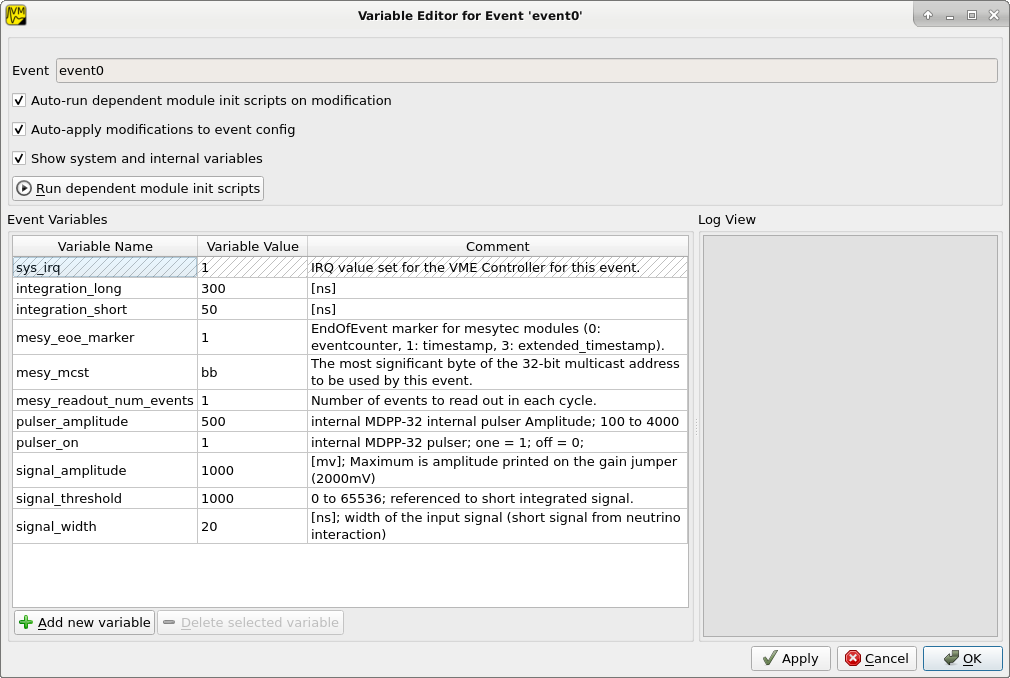 VM
Variable Editor for Event 'event0'
Event event0
Auto-run dependent module init scripts on modification
Auto-apply modifications to event config
Show system and internal variables
Run dependent module init scripts
Event Variables
Variable Name Variable Value Comment
sys_irq 1 IRQ value set for the VME Controller for this event.
integration_long 300 [ns]
integration_short 50 [ns]
mesy_eoe_marker 1 EndOfEvent marker for mesytec modules (0:
eventcounter, 1: timestamp, 3: extended_timestamp).
mesy_mcst bb The most significant byte of the 32-bit multicast address
to be used by this event.
mesy_readout_num_events 1 Number of events to read out in each cycle.
pulser_amplitude 500 internal MDPP-32 internal pulser Amplitude; 100 to 4000
pulser_on 1 internal MDPP-32 pulser; one = 1; off = 0;
signal_amplitude 1000 [mv]; Maximum is amplitude printed on the gain jumper
(2000mV)
signal_threshold 1000 0 to 65536; referenced to short integrated signal.
signal_width 20 [ns]; width of the input signal (short signal from neutrino
interaction)
Add new variable Delete selected variable
Log View
Apply Cancel OK